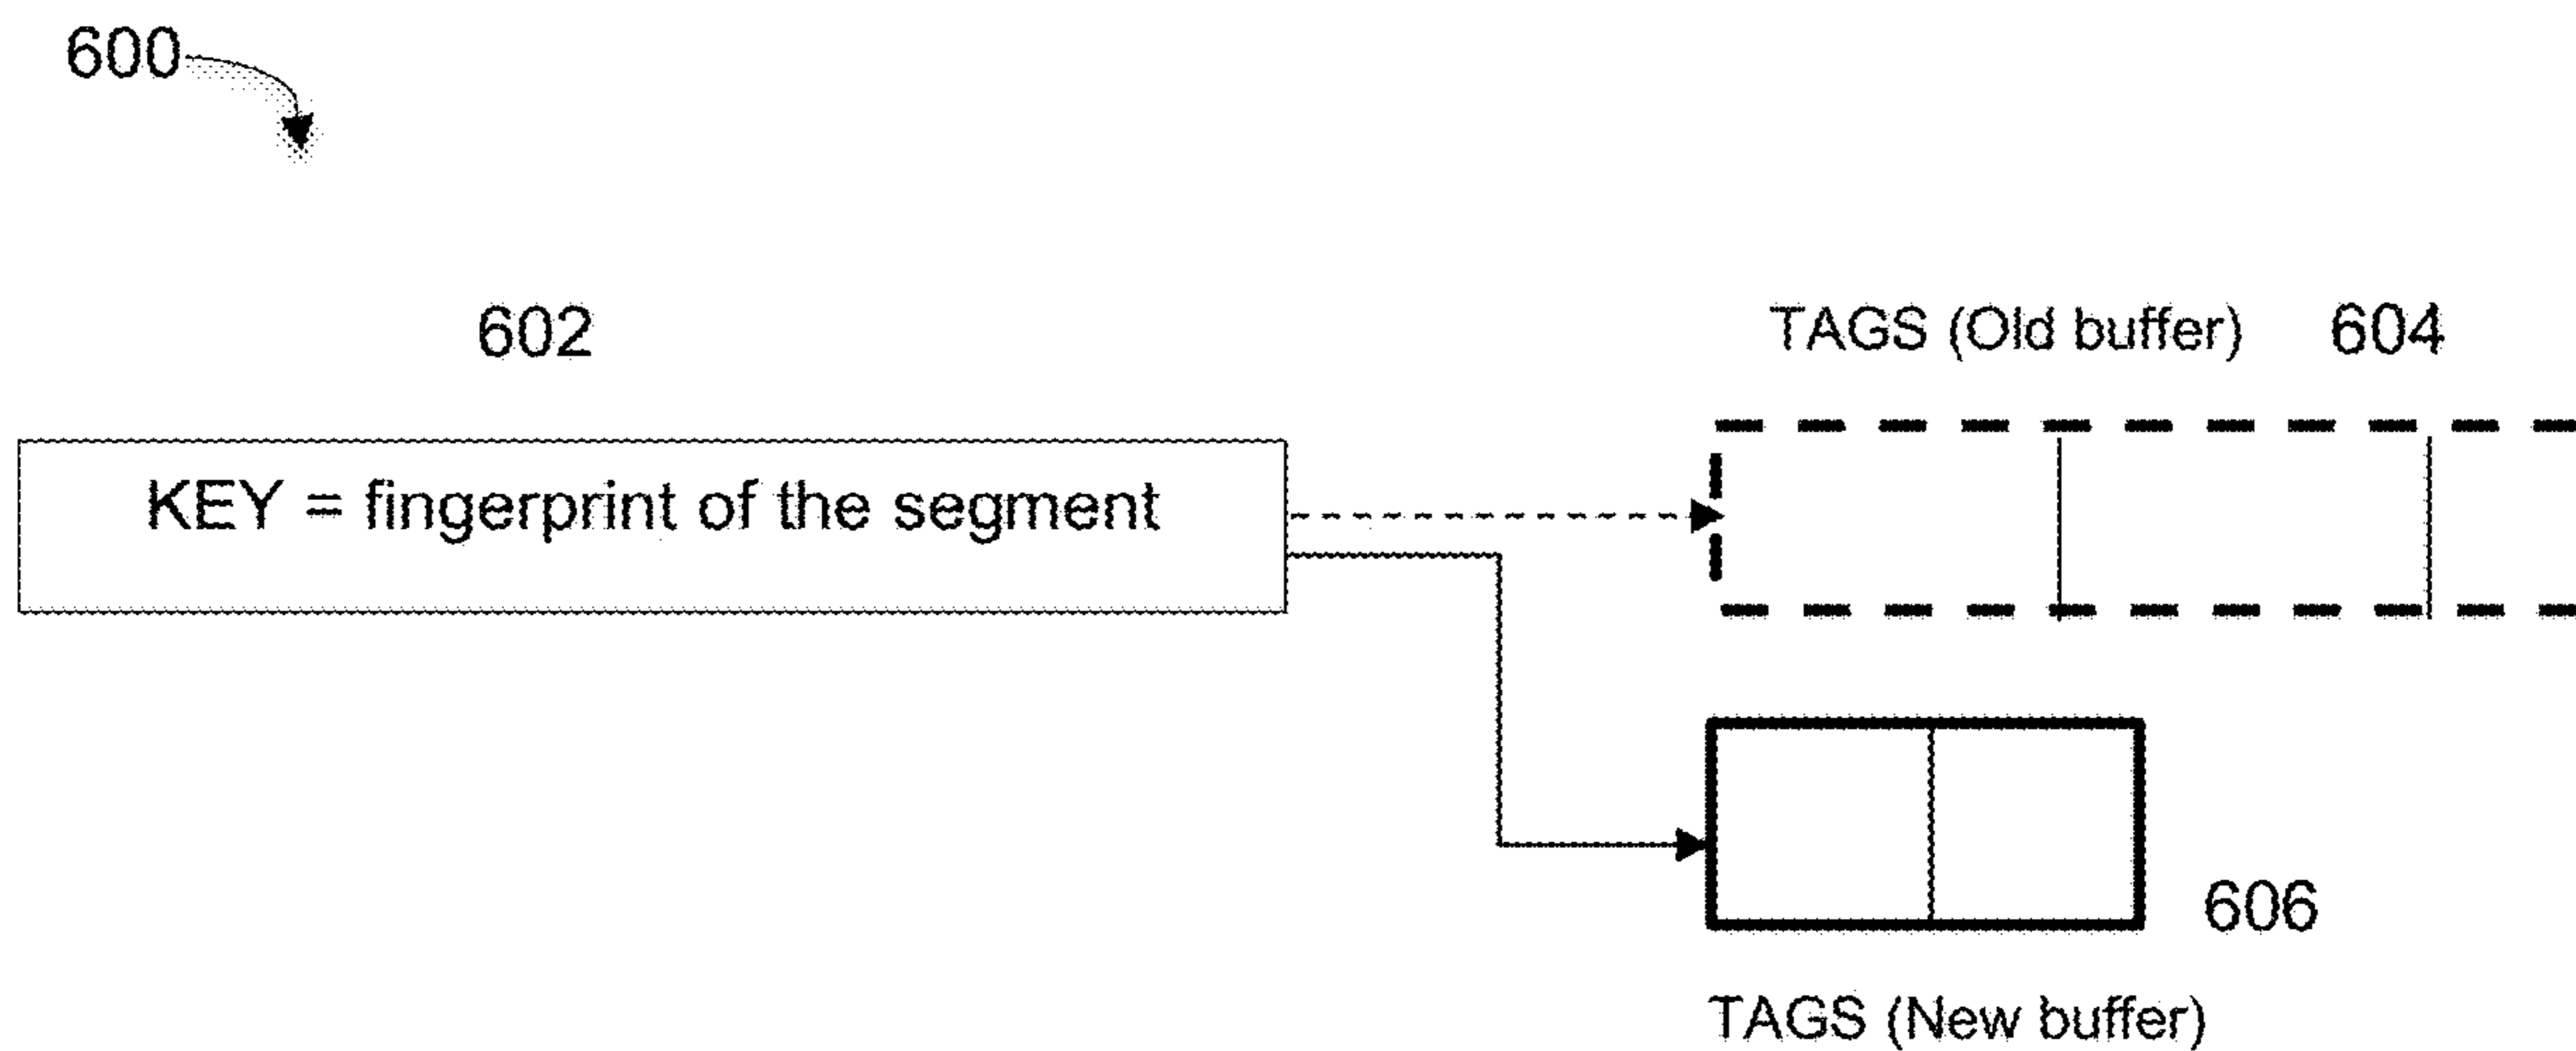 600
602
TAGS (Old buffer) 604
KEY = fingerprint of the segment
606
TAGS (New buffer)